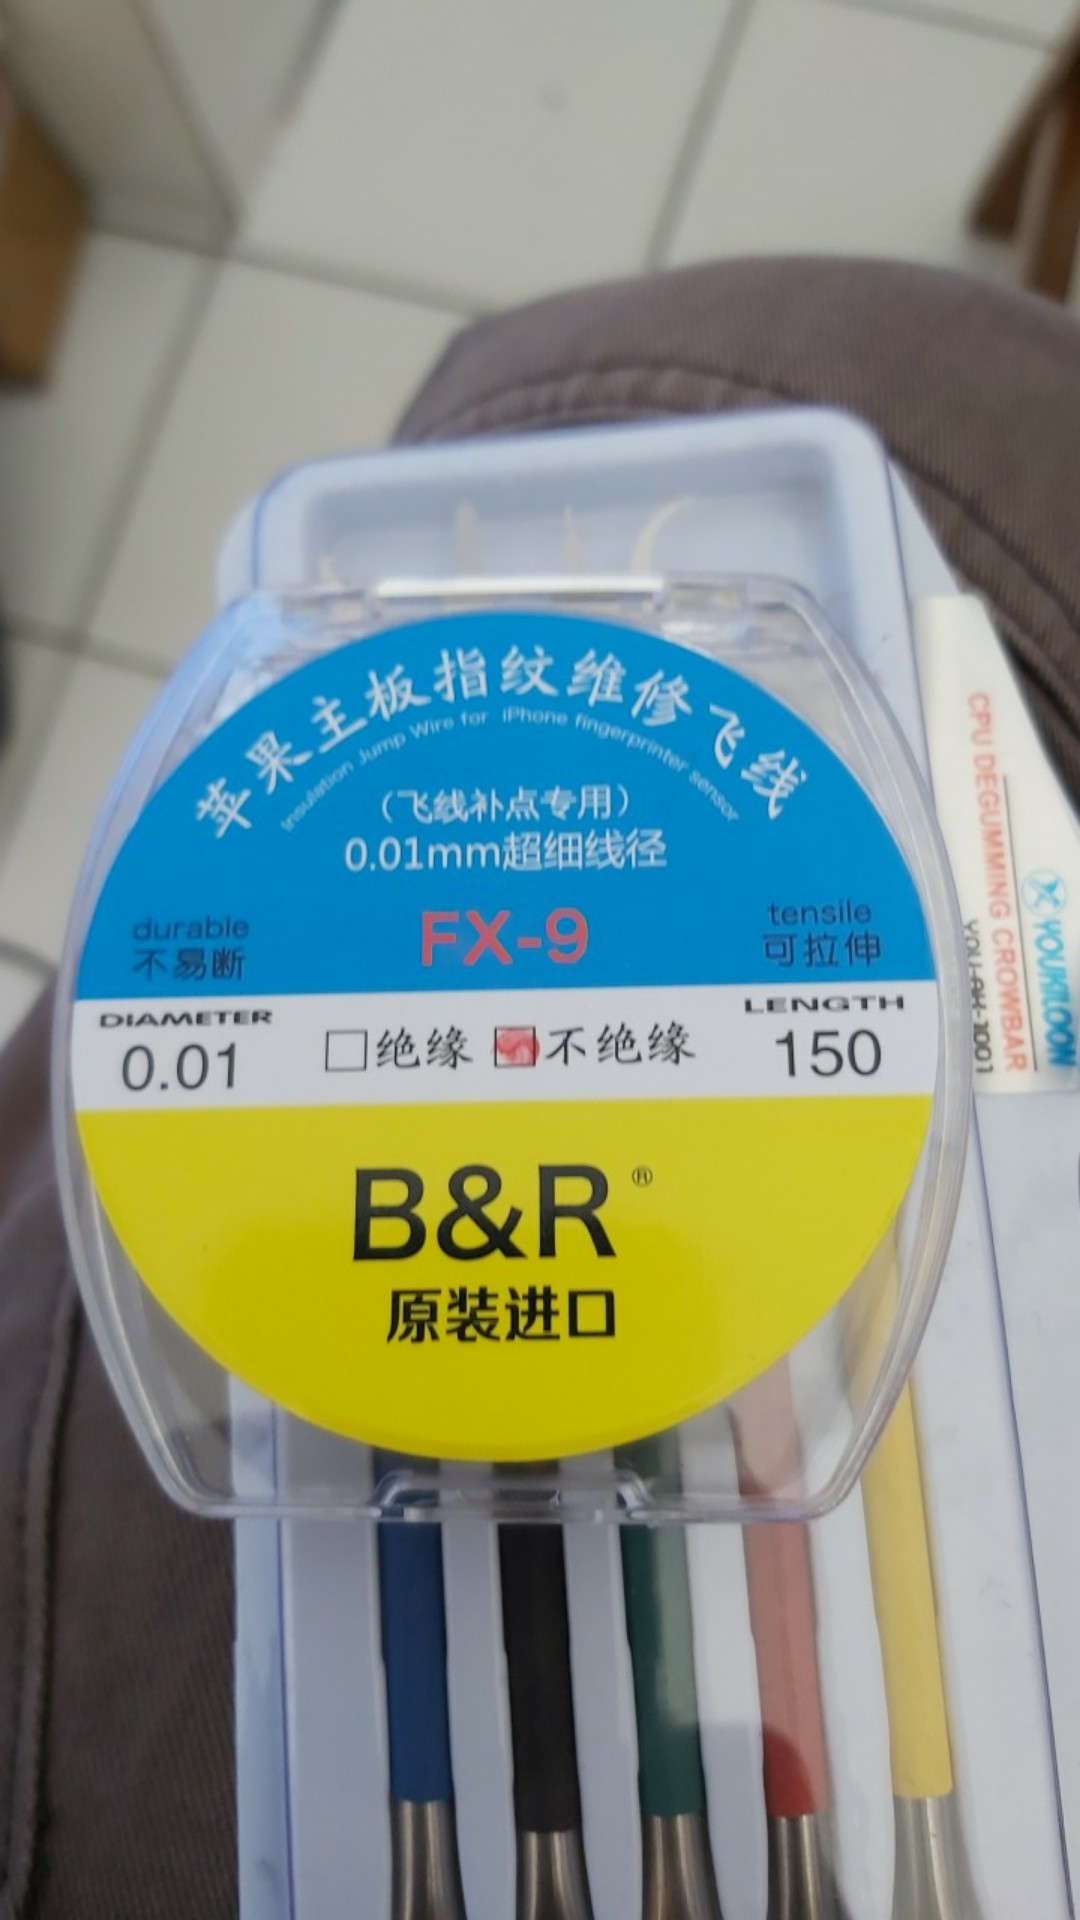 苹果主板指纹维修飞线
Insulation Jump Wire for iPhone fingerprinter sensor
（飞线补点专用）
0.01mm超细线径
durable
不易断
FX-9
tensile
可拉伸
DIAMETER
0.01
绝缘
不绝缘
LENGTH
150
B&R®
原装进口
CPU DEGUMMING CROWBAR
YOUKILOON